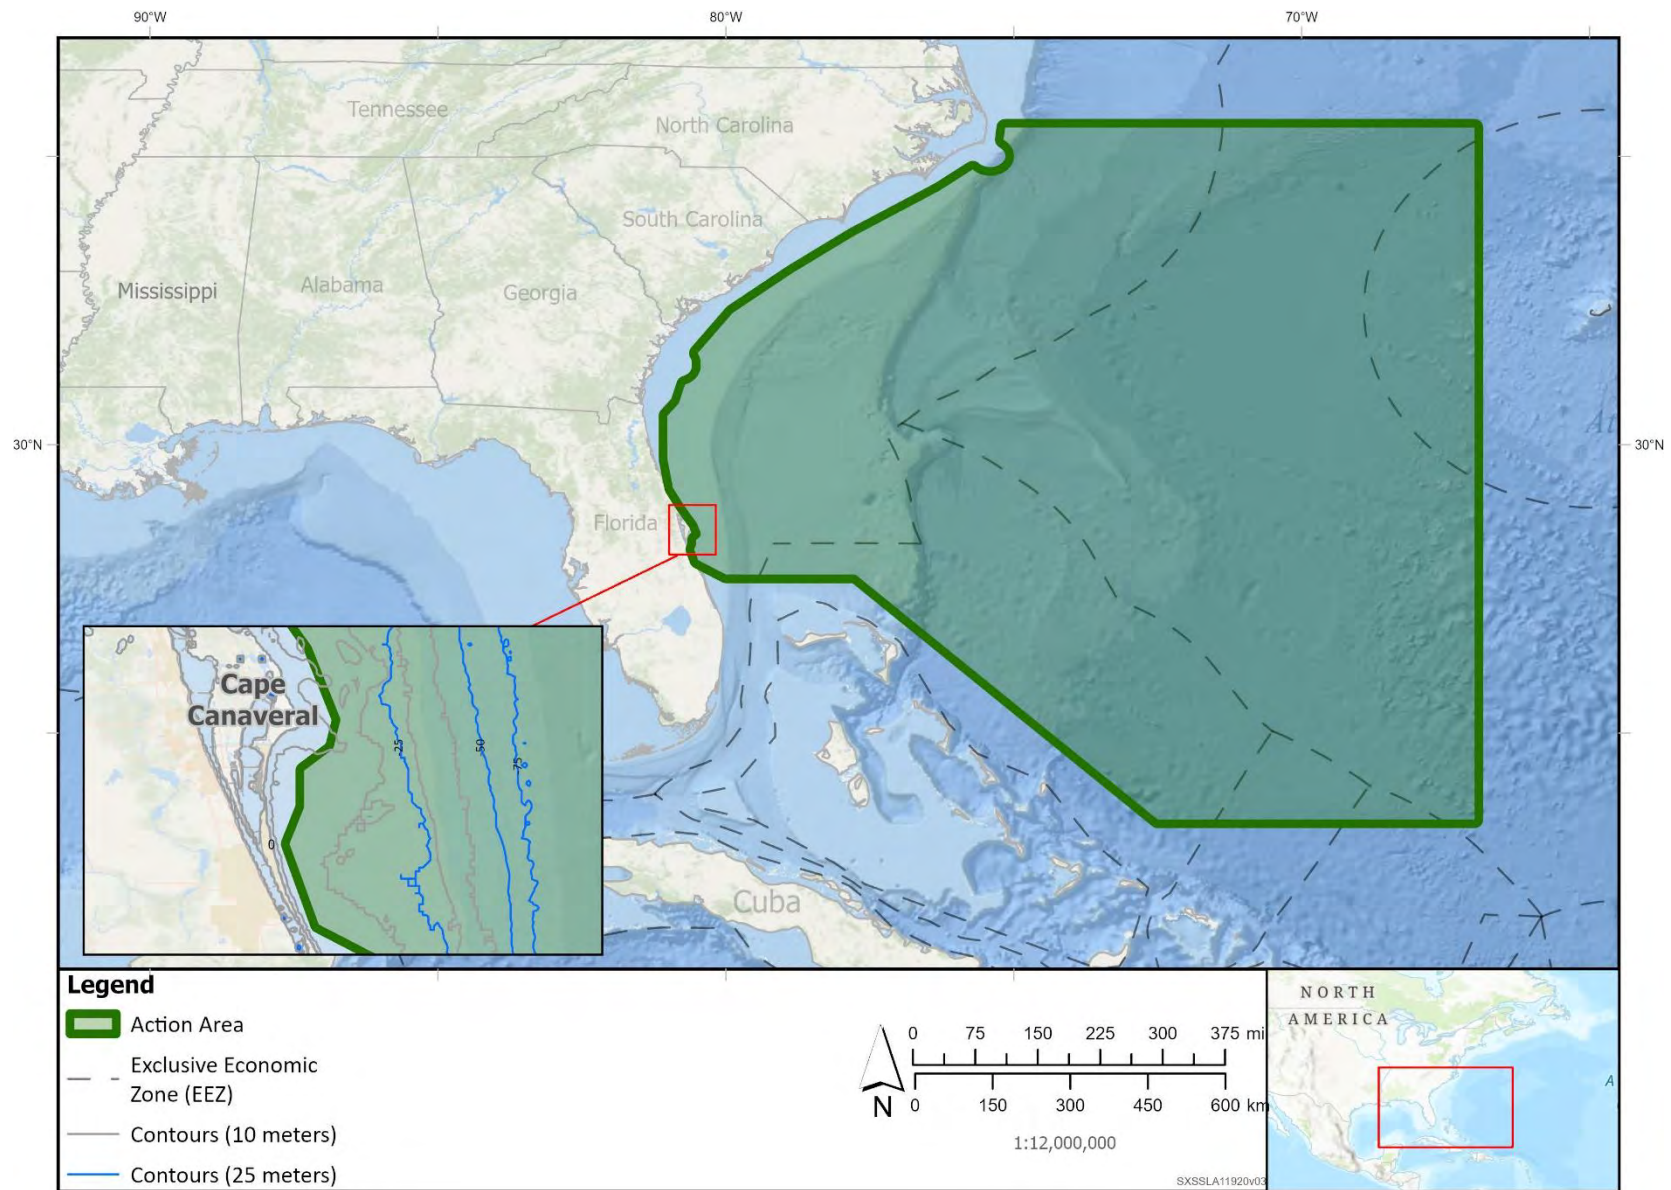 90°W
80°W
70°W
Tennessee
North Carolina
South Carolina
Mississippi
Alabama
Georgia
30°N
30°N
Florida
Cape
Canaveral
-25
-50
-75
0
Cuba
Legend
Action Area
Exclusive Economic
Zone (EEZ)
Contours (10 meters)
Contours (25 meters)
N
0 75 150 225 300 375 mi
0 150 300 450 600 km
1:12,000,000
SXSSLA11920v03
NORTH
AMERICA
A